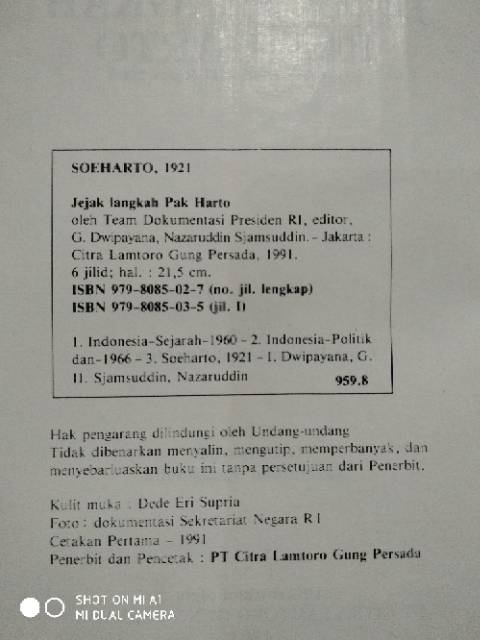 SOEHARTO, 1921
Jejak langkah Pak Harto
oleh Team Dokumentasi Presiden RI, editor,
G. Dwipayana, Nazaruddin Sjamsuddin. – Jakarta :
Citra Lamtoro Gung Persada, 1991.
6 jilid; hal. : 21,5 cm.
ISBN 979-8085-02-7 (no. jil. lengkap)
ISBN 979-8085-03-5 (jil. I)
1. Indonesia-Sejarah-1960 – 2. Indonesia-Politik
dan-1966 – 3. Soeharto, 1921 – I. Dwipayana, G.
II. Sjamsuddin, Nazaruddin
959.8
Hak pengarang dilindungi oleh Undang-undang
Tidak dibenarkan menyalin, mengutip, memperbanyak, dan
menyebarluaskan buku ini tanpa persetujuan dari Penerbit.
Kulit muka : Dede Eri Supria
Foto : dokumentasi Sekretariat Negara R I
Cetakan Pertama – 1991
Penerbit dan Pencetak : PT Citra Lamtoro Gung Persada
SHOT ON MI A1
MI DUAL CAMERA